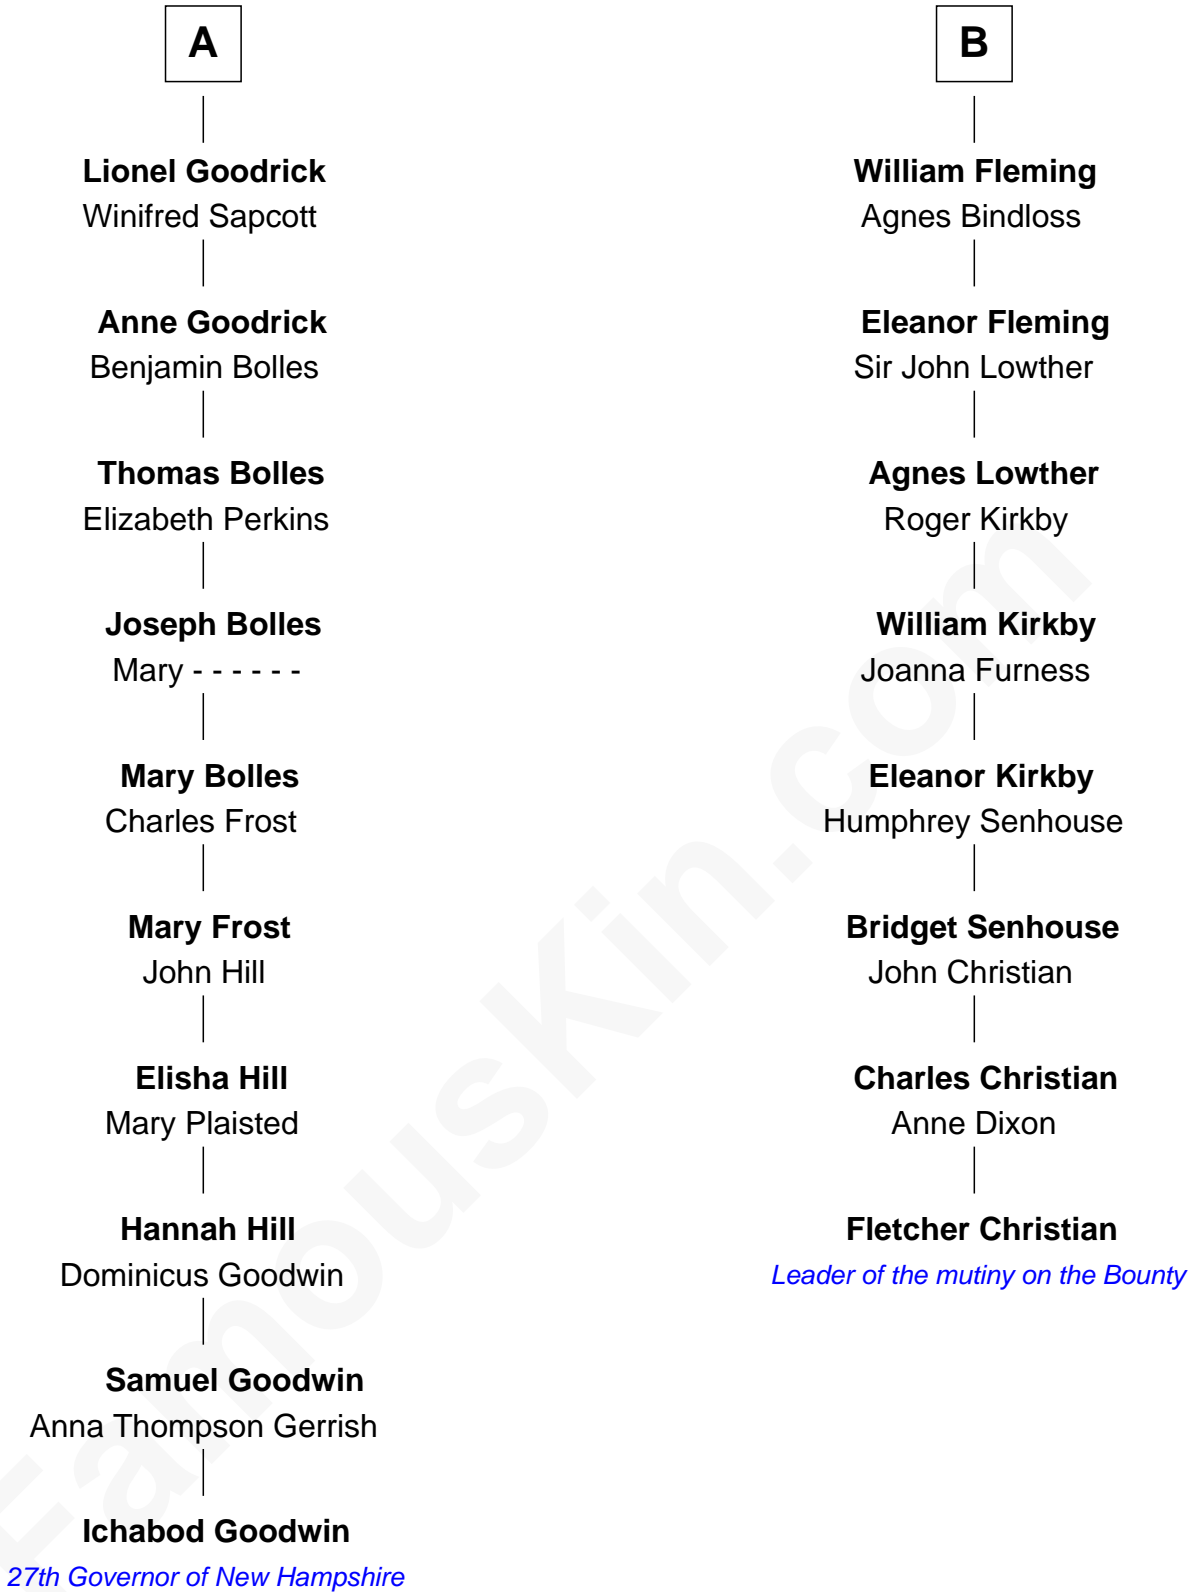 A
Lionel Goodrick
Winifred Sapcott
Anne Goodrick
Benjamin Bolles
Thomas Bolles
Elizabeth Perkins
Joseph Bolles
Mary - - - - - -
Mary Bolles
Charles Frost
Mary Frost
John Hill
Elisha Hill
Mary Plaisted
Hannah Hill
Dominicus Goodwin
Samuel Goodwin
Anna Thompson Gerrish
Ichabod Goodwin
27th Governor of New Hampshire
B
William Fleming
Agnes Bindloss
Eleanor Fleming
Sir John Lowther
Agnes Lowther
Roger Kirkby
William Kirkby
Joanna Furness
Eleanor Kirkby
Humphrey Senhouse
Bridget Senhouse
John Christian
Charles Christian
Anne Dixon
Fletcher Christian
Leader of the mutiny on the Bounty
FamousKin.com